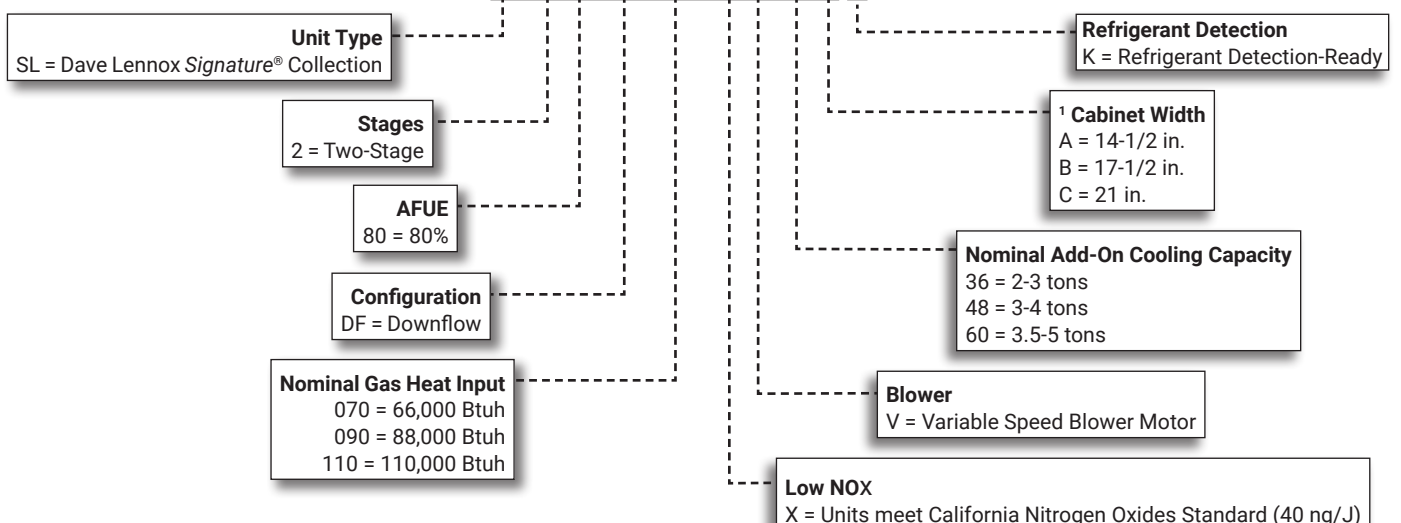 Unit Type
SL = Dave Lennox Signature® Collection
Stages
2 = Two-Stage
AFUE
80 = 80%
Configuration
DF = Downflow
Nominal Gas Heat Input
070 = 66,000 Btuh
090 = 88,000 Btuh
110 = 110,000 Btuh
Refrigerant Detection
K = Refrigerant Detection-Ready
¹ Cabinet Width
A = 14-1/2 in.
B = 17-1/2 in.
C = 21 in.
Nominal Add-On Cooling Capacity
36 = 2-3 tons
48 = 3-4 tons
60 = 3.5-5 tons
Blower
V = Variable Speed Blower Motor
Low NOX
X = Units meet California Nitrogen Oxides Standard (40 ng/J)